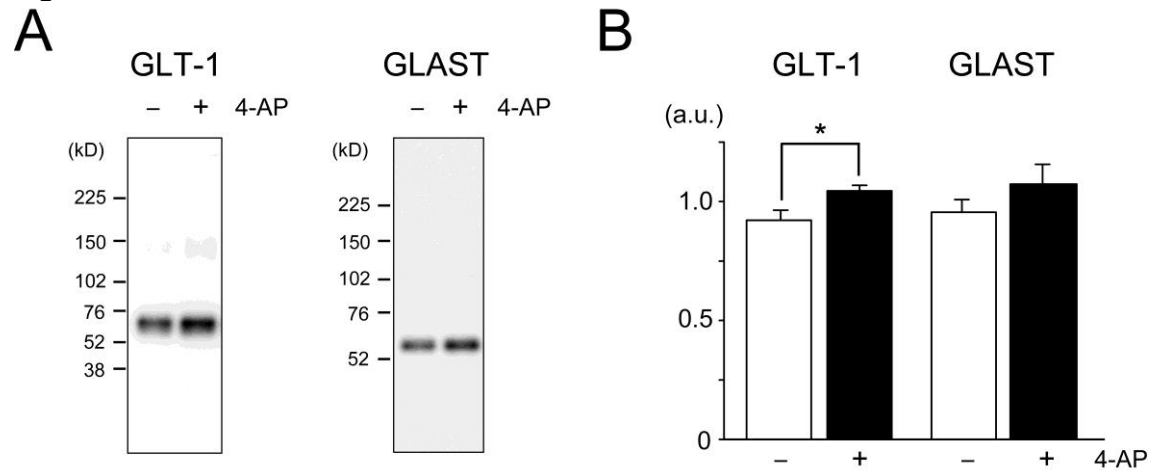 A
GLT-1
– + 4-AP
(kD)
225
150
102
76
52
38
GLAST
– + 4-AP
(kD)
225
150
102
76
52
B
GLT-1 GLAST
(a.u.)
*
1.0
0.5
0
– + – + 4-AP